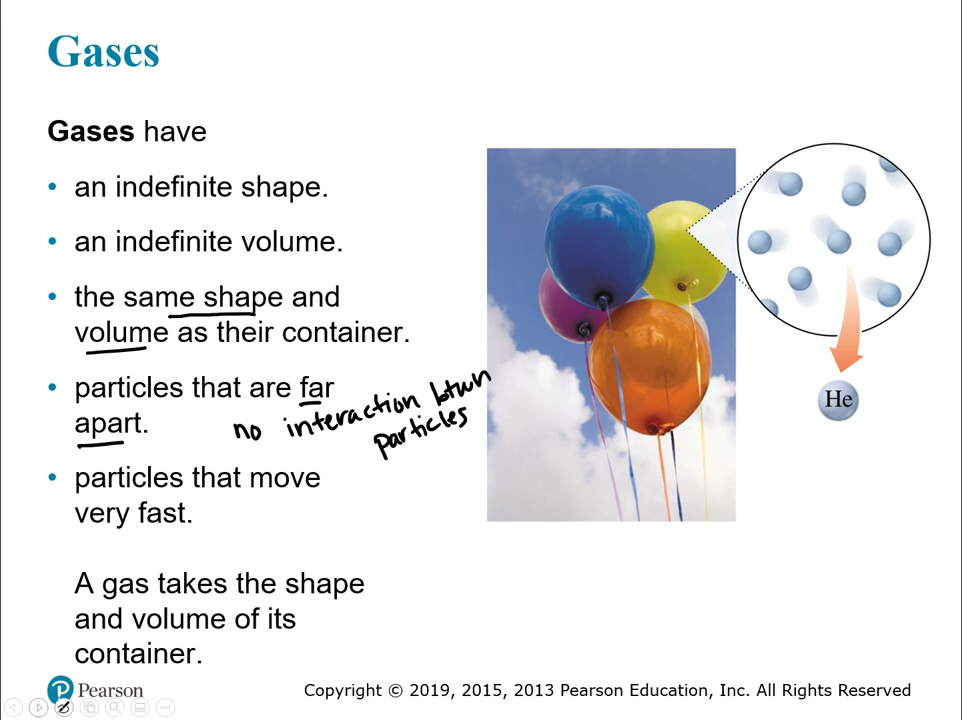 Gases
Gases have
• an indefinite shape.
• an indefinite volume.
• the same shape and
volume as their container.
• particles that are far
apart.
no interaction btwn
particles
• particles that move
very fast.
A gas takes the shape
and volume of its
container.
He
Pearson
Copyright © 2019, 2015, 2013 Pearson Education, Inc. All Rights Reserved